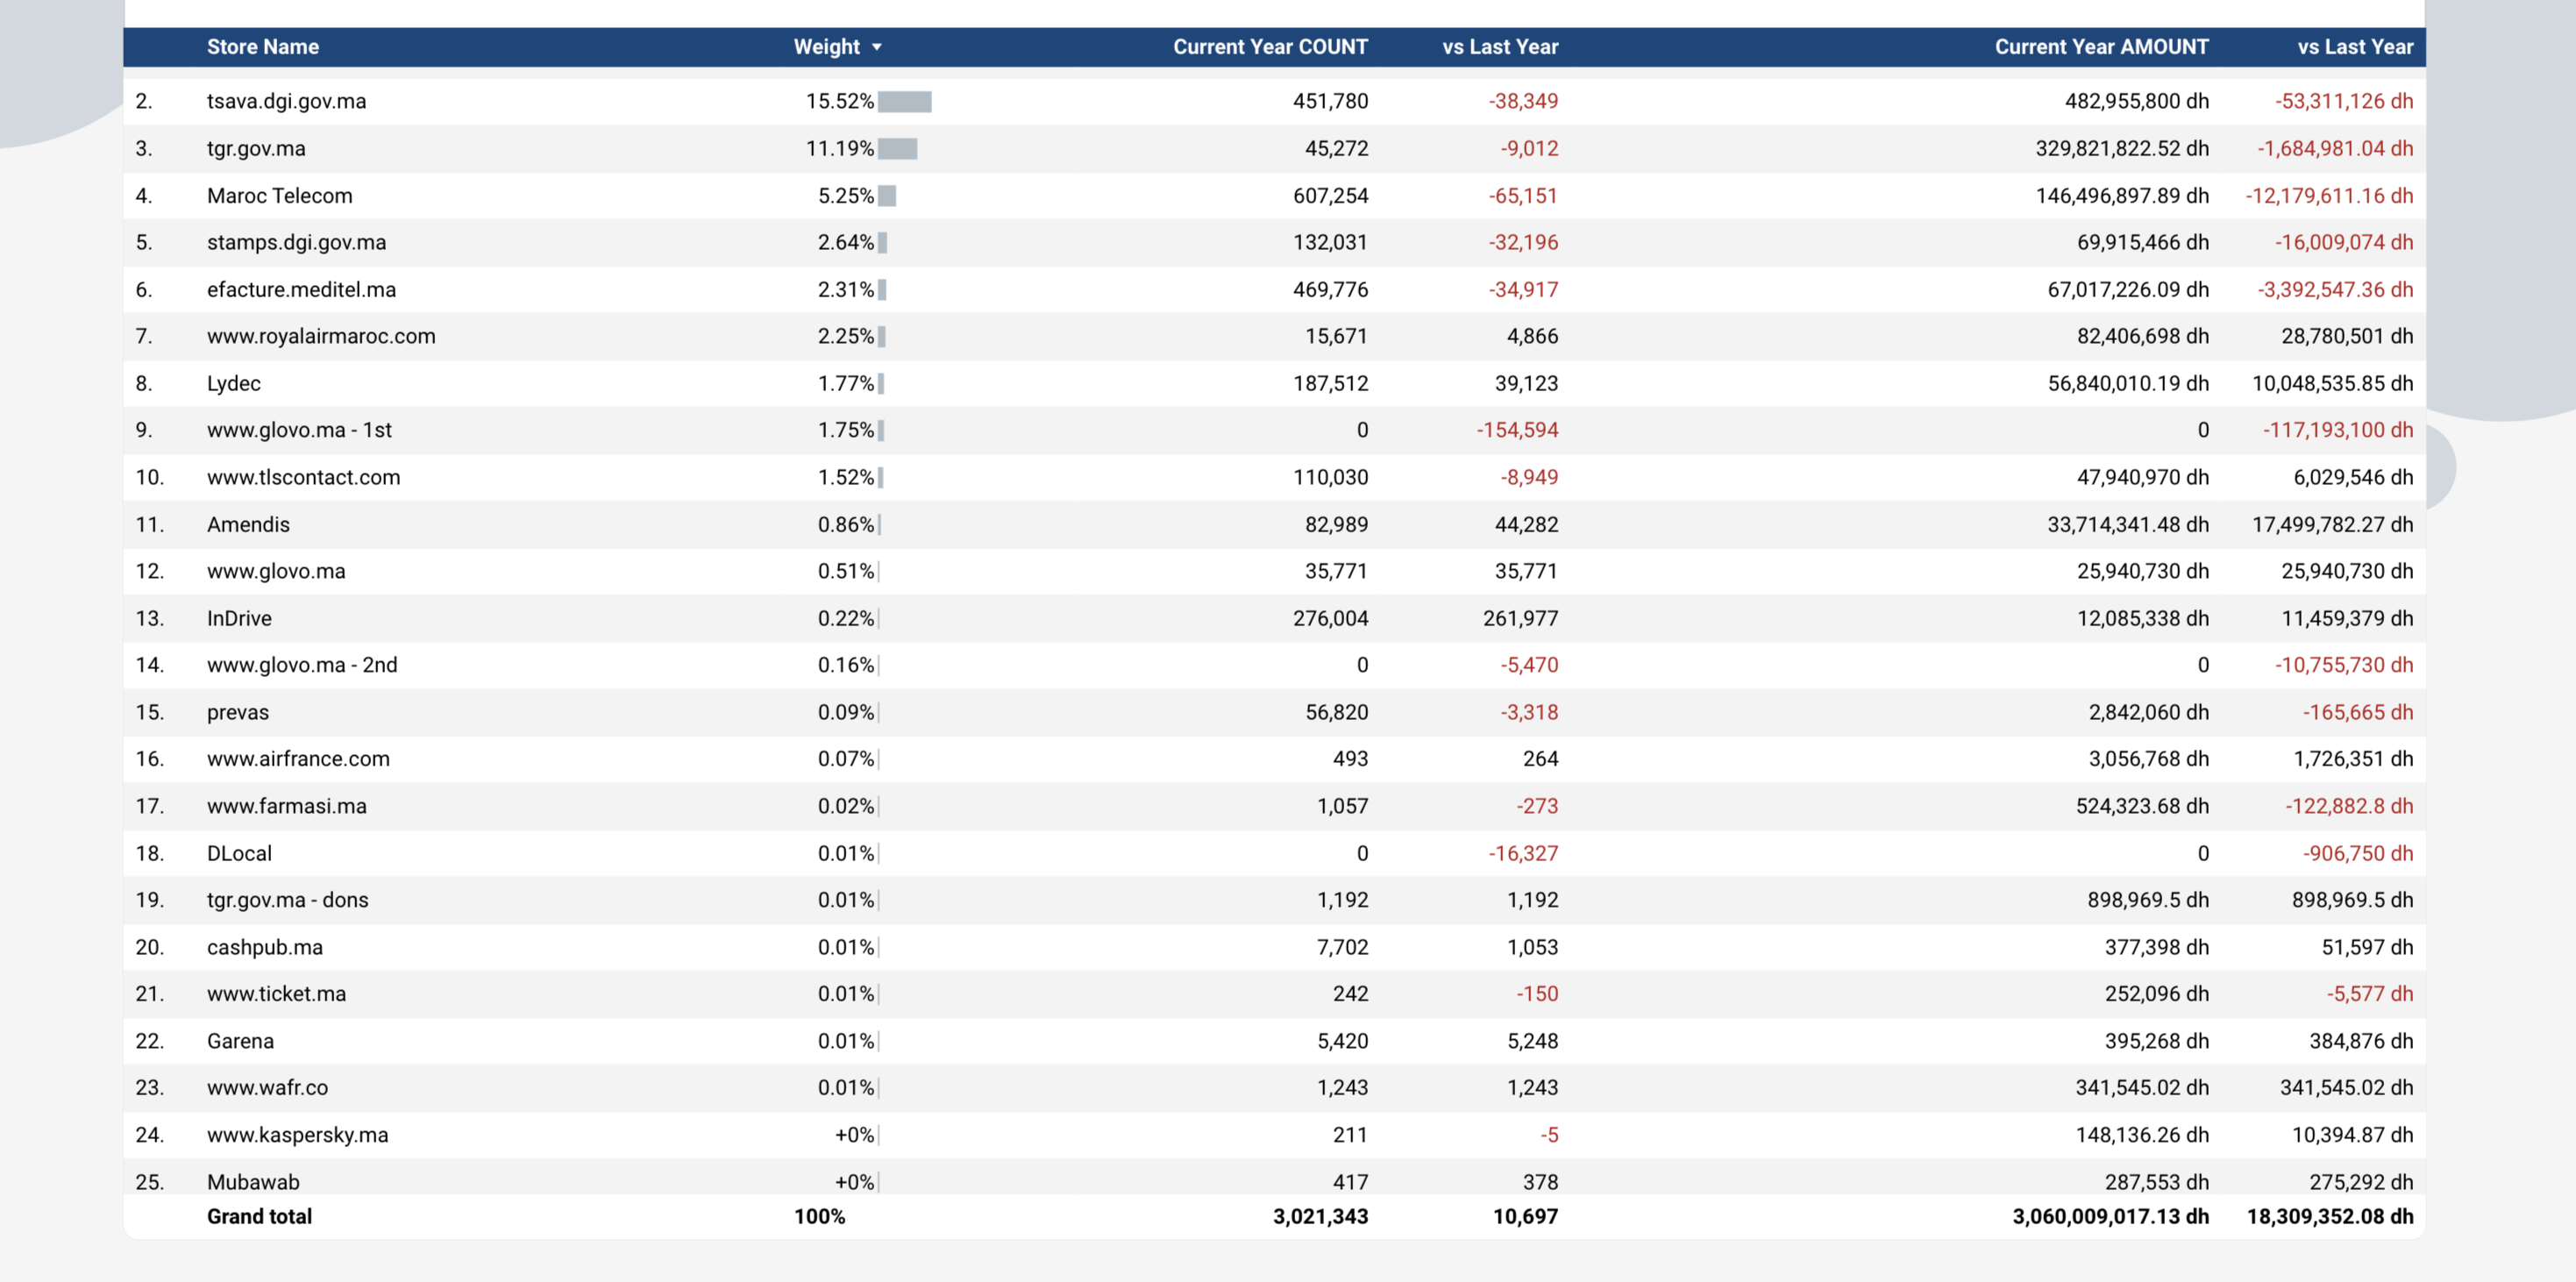 Store Name Weight Current Year COUNT vs Last Year Current Year AMOUNT vs Last Year
2. tsava.dgi.gov.ma 15.52% 451,780 -38,349 482,955,800 dh -53,311,126 dh
3. tgr.gov.ma 11.19% 45,272 -9,012 329,821,822.52 dh -1,684,981.04 dh
4. Maroc Telecom 5.25% 607,254 -65,151 146,496,897.89 dh -12,179,611.16 dh
5. stamps.dgi.gov.ma 2.64% 132,031 -32,196 69,915,466 dh -16,009,074 dh
6. efacture.meditel.ma 2.31% 469,776 -34,917 67,017,226.09 dh -3,392,547.36 dh
7. www.royalairmaroc.com 2.25% 15,671 4,866 82,406,698 dh 28,780,501 dh
8. Lydec 1.77% 187,512 39,123 56,840,010.19 dh 10,048,535.85 dh
9. www.glovo.ma - 1st 1.75% 0 -154,594 0 -117,193,100 dh
10. www.tlscontact.com 1.52% 110,030 -8,949 47,940,970 dh 6,029,546 dh
11. Amendis 0.86% 82,989 44,282 33,714,341.48 dh 17,499,782.27 dh
12. www.glovo.ma 0.51% 35,771 35,771 25,940,730 dh 25,940,730 dh
13. InDrive 0.22% 276,004 261,977 12,085,338 dh 11,459,379 dh
14. www.glovo.ma - 2nd 0.16% 0 -5,470 0 -10,755,730 dh
15. prevas 0.09% 56,820 -3,318 2,842,060 dh -165,665 dh
16. www.airfrance.com 0.07% 493 264 3,056,768 dh 1,726,351 dh
17. www.farmasi.ma 0.02% 1,057 -273 524,323.68 dh -122,882.8 dh
18. DLocal 0.01% 0 -16,327 0 -906,750 dh
19. tgr.gov.ma - dons 0.01% 1,192 1,192 898,969.5 dh 898,969.5 dh
20. cashpub.ma 0.01% 7,702 1,053 377,398 dh 51,597 dh
21. www.ticket.ma 0.01% 242 -150 252,096 dh -5,577 dh
22. Garena 0.01% 5,420 5,248 395,268 dh 384,876 dh
23. www.wafr.co 0.01% 1,243 1,243 341,545.02 dh 341,545.02 dh
24. www.kaspersky.ma +0% 211 -5 148,136.26 dh 10,394.87 dh
25. Mubawab +0% 417 378 287,553 dh 275,292 dh
Grand total 100% 3,021,343 10,697 3,060,009,017.13 dh 18,309,352.08 dh